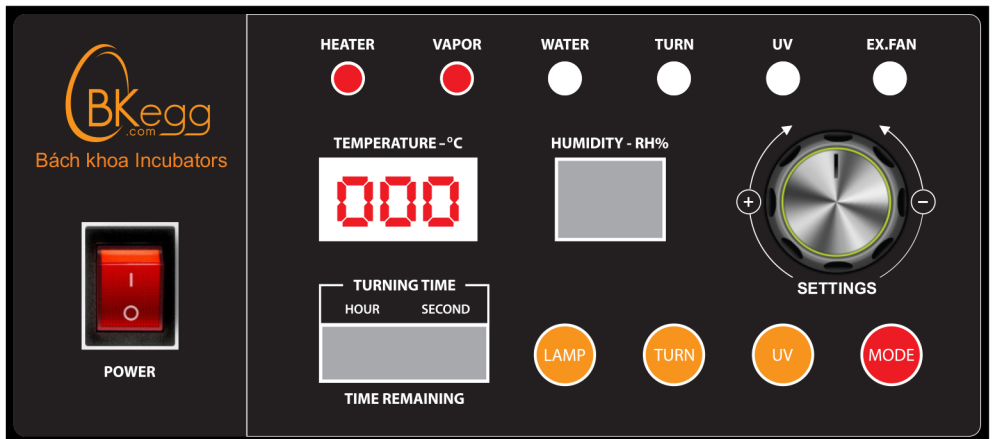 BKegg
.com
Bách khoa Incubators
I
O
POWER
HEATER VAPOR WATER TURN UV EX.FAN
TEMPERATURE - °C HUMIDITY - RH%
000
+ −
SETTINGS
TURNING TIME
HOUR SECOND
TIME REMAINING
LAMP TURN UV MODE